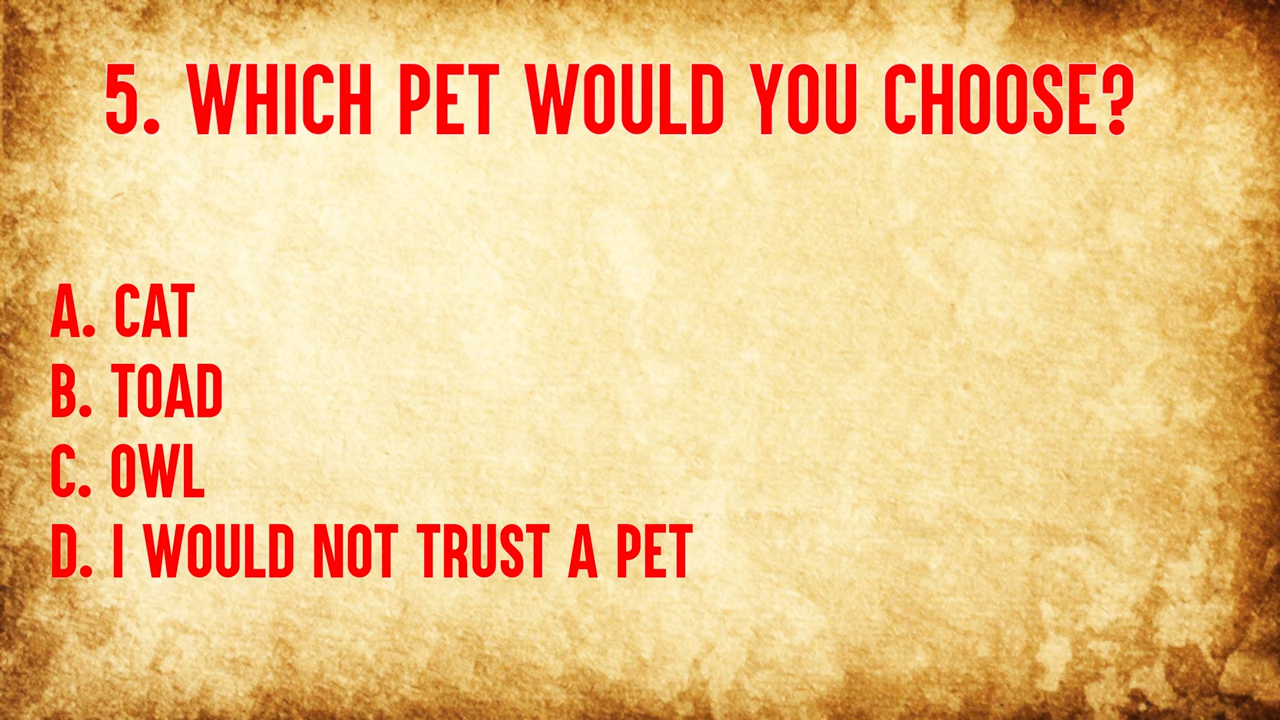 5. WHICH PET WOULD YOU CHOOSE?
A. CAT
B. TOAD
C. OWL
D. I WOULD NOT TRUST A PET